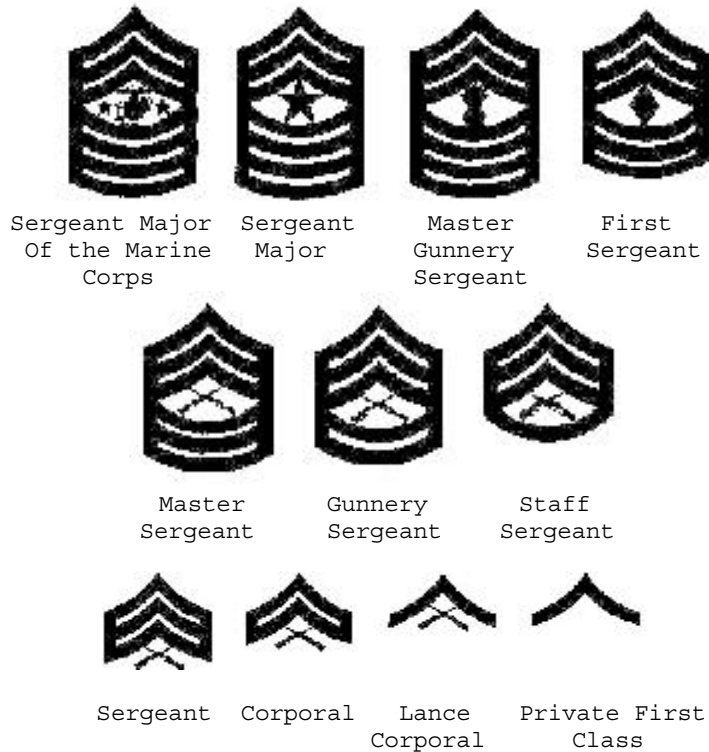 Sergeant Major Sergeant Master First
Of the Marine Major Gunnery Sergeant
Corps Sergeant
Master Gunnery Staff
Sergeant Sergeant Sergeant
Sergeant Corporal Lance Private First
Corporal Class